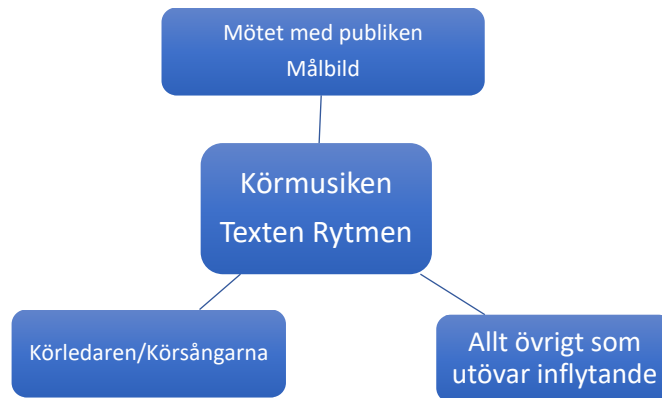 Mötet med publiken
Målbild
Körmusiken
Texten Rytmen
Körledaren/Körsångarna
Allt övrigt som
utövar inflytande